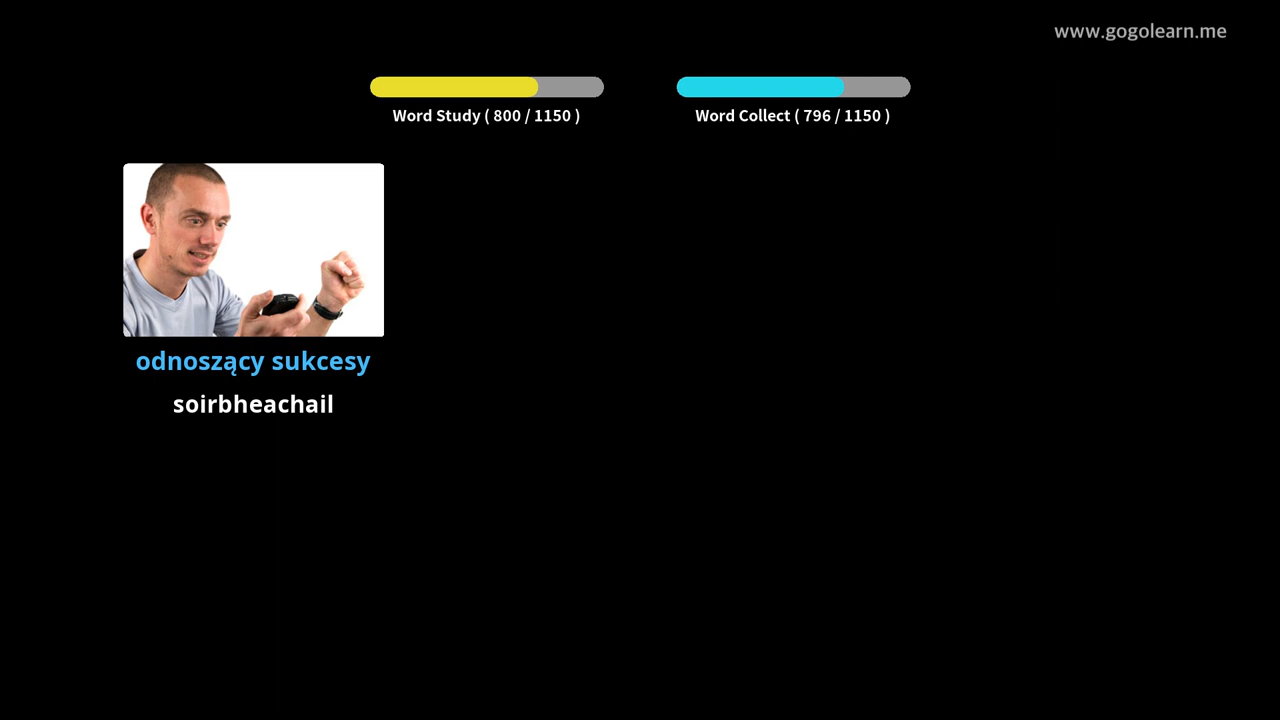 www.gogolearn.me
Word Study ( 800 / 1150 )
Word Collect ( 796 / 1150 )
odnoszący sukcesy
soirbheachail